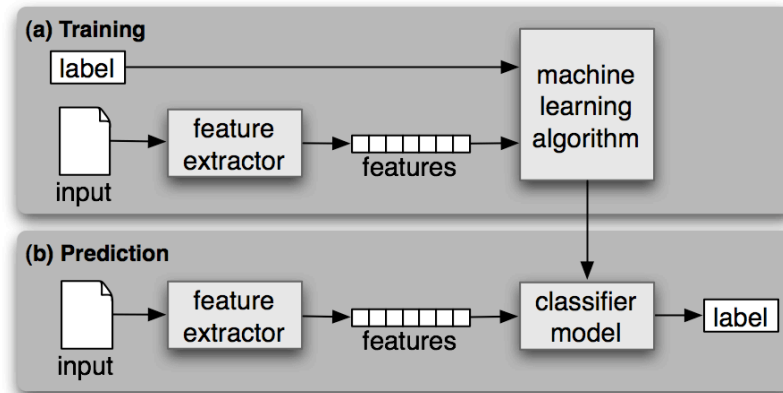 (a) Training
label
machine
learning
algorithm
feature
extractor
features
input
(b) Prediction
feature
extractor
features
classifier
model
label
input